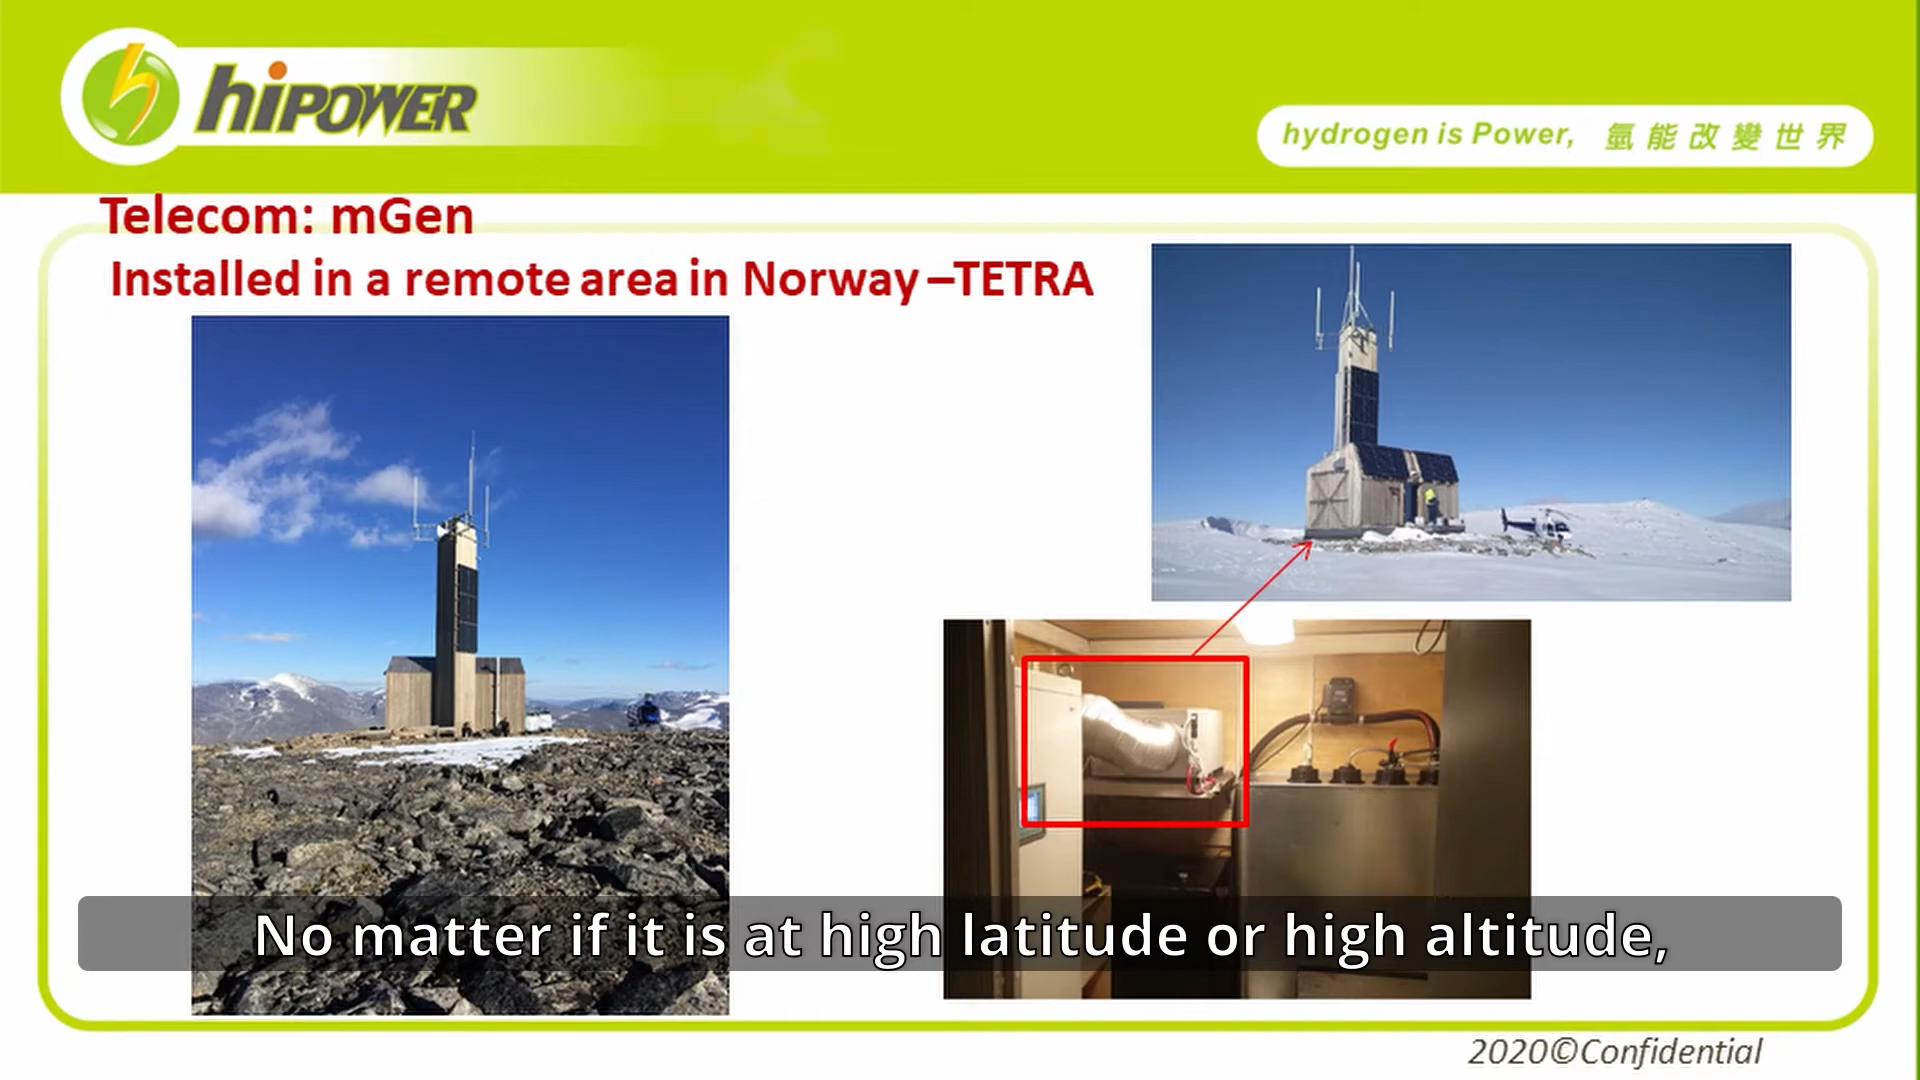 hiPOWER
hydrogen is Power, 氫能改變世界
Telecom: mGen
Installed in a remote area in Norway –TETRA
No matter if it is at high latitude or high altitude,
2020©Confidential